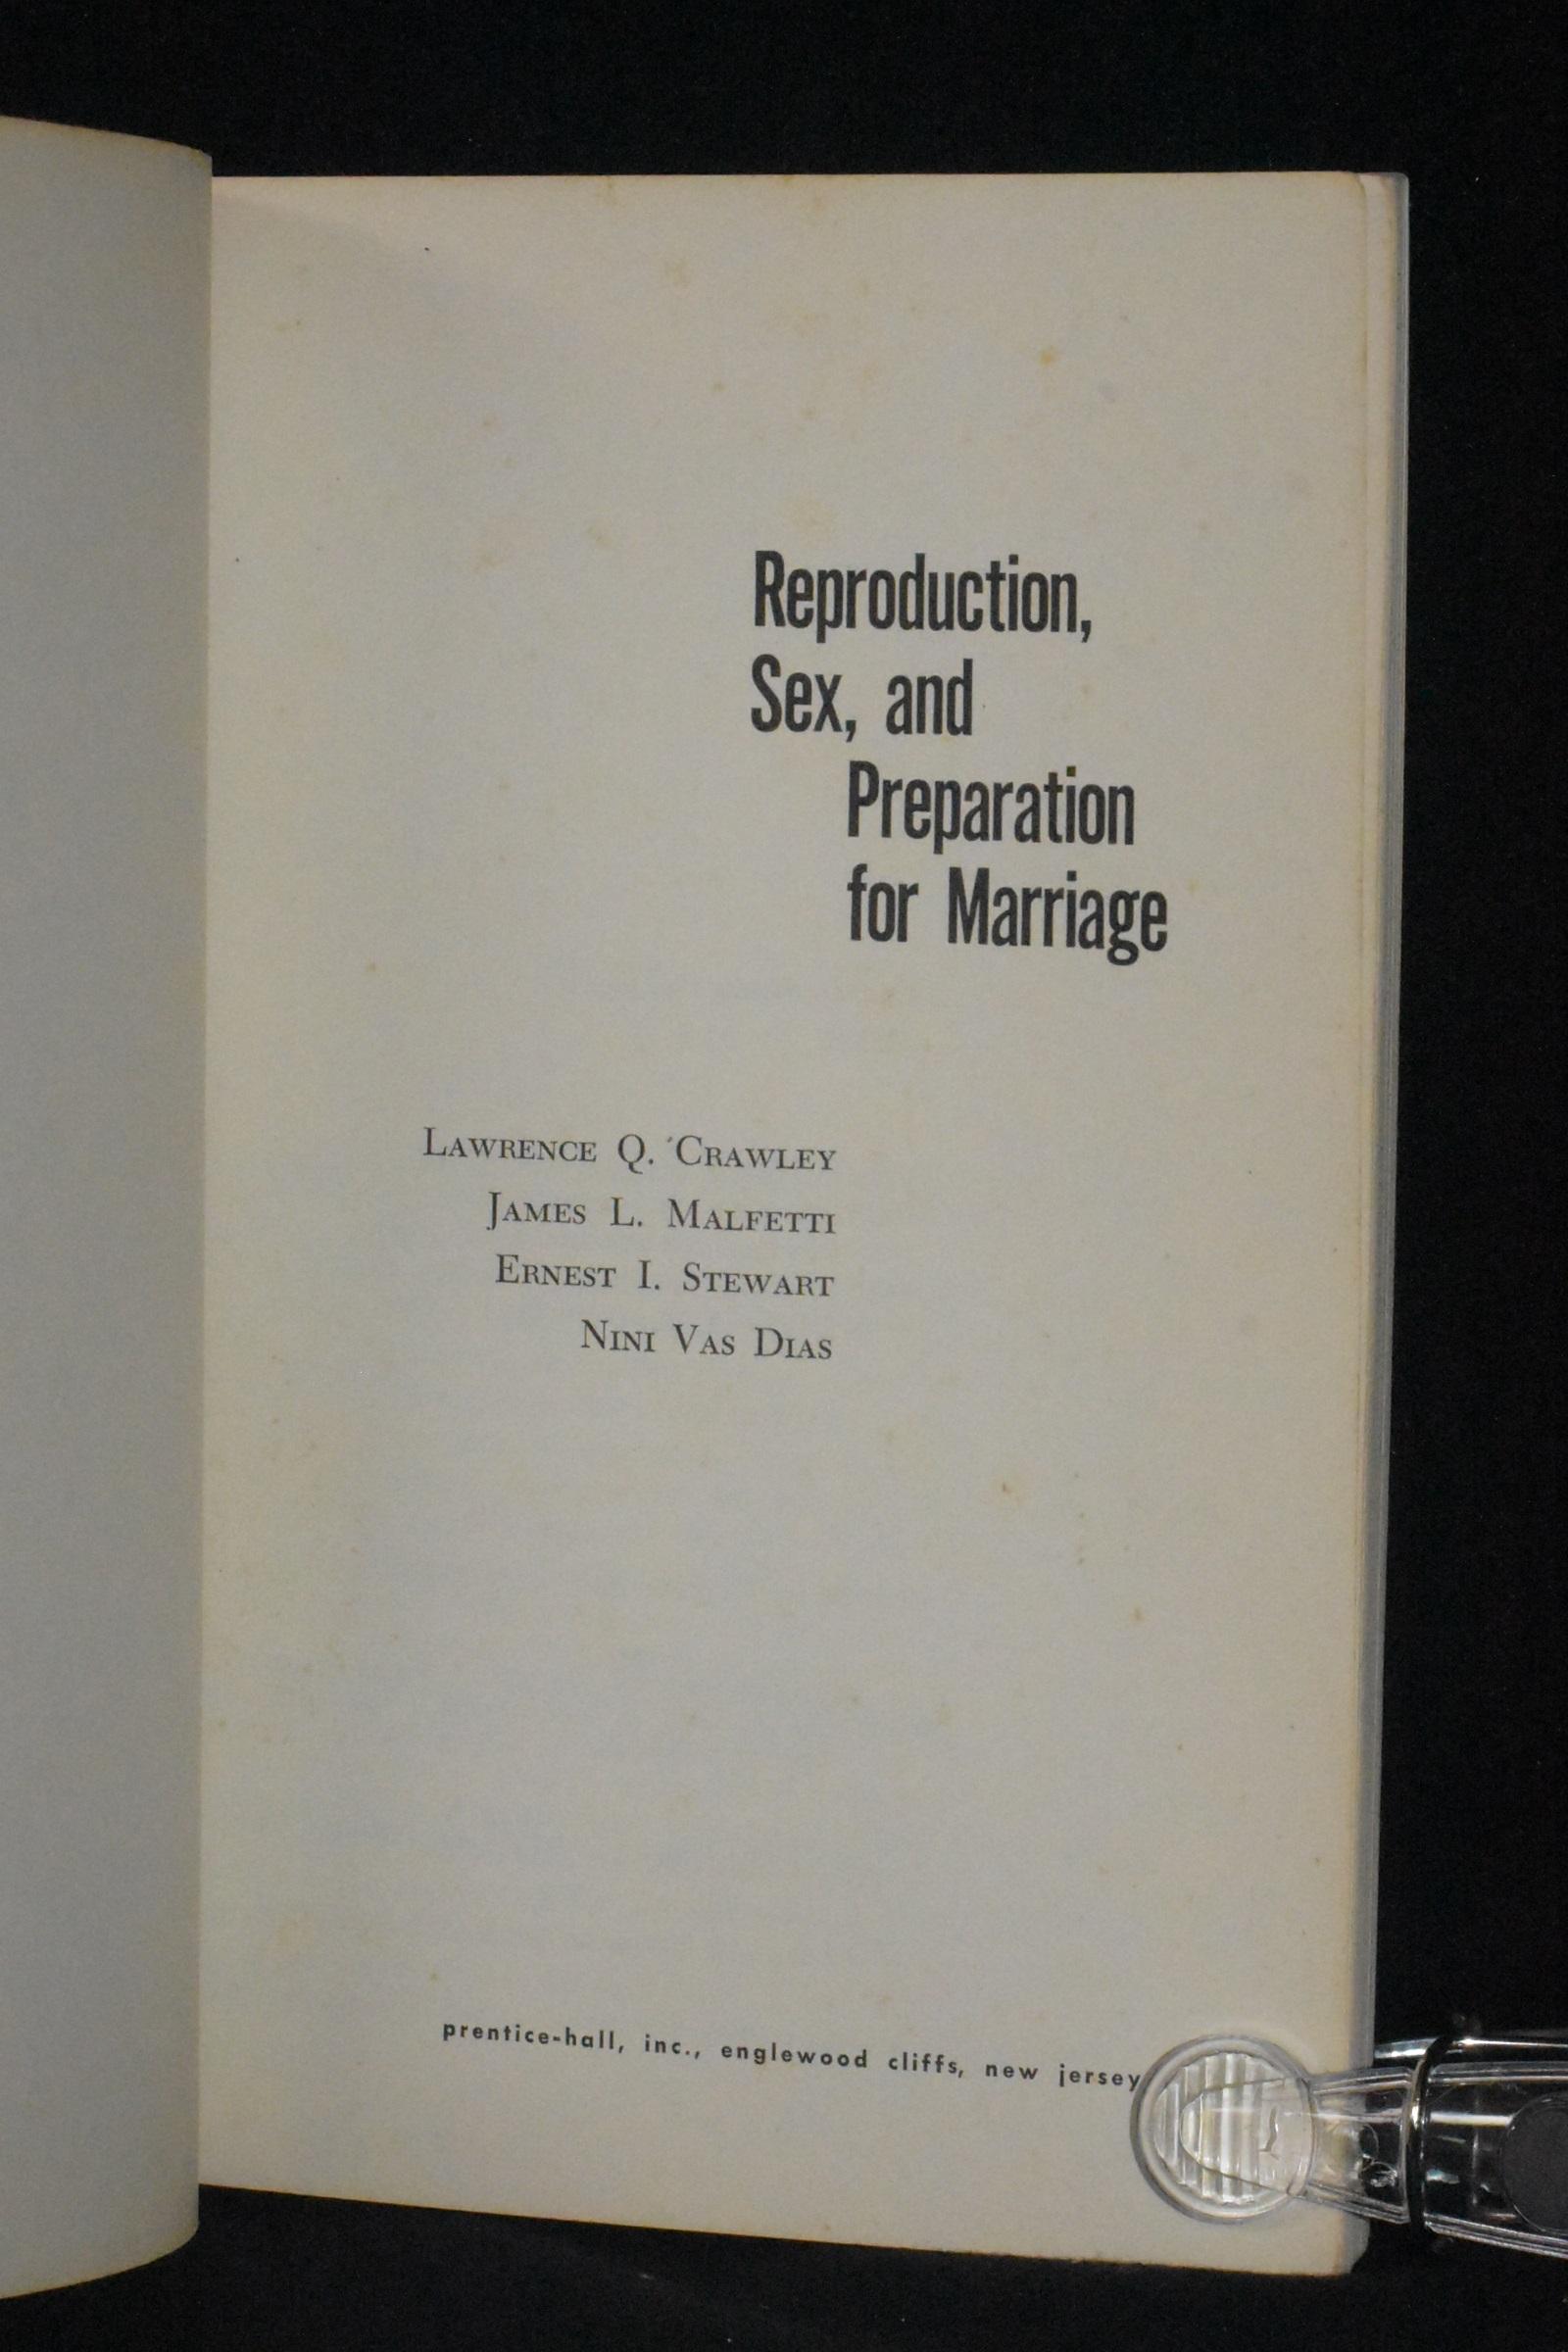 Reproduction,
Sex, and
Preparation
for Marriage
LAWRENCE Q. CRAWLEY
JAMES L. MALFETTI
ERNEST I. STEWART
NINI VAS DIAS
prentice-hall, inc., englewood cliffs, new jersey